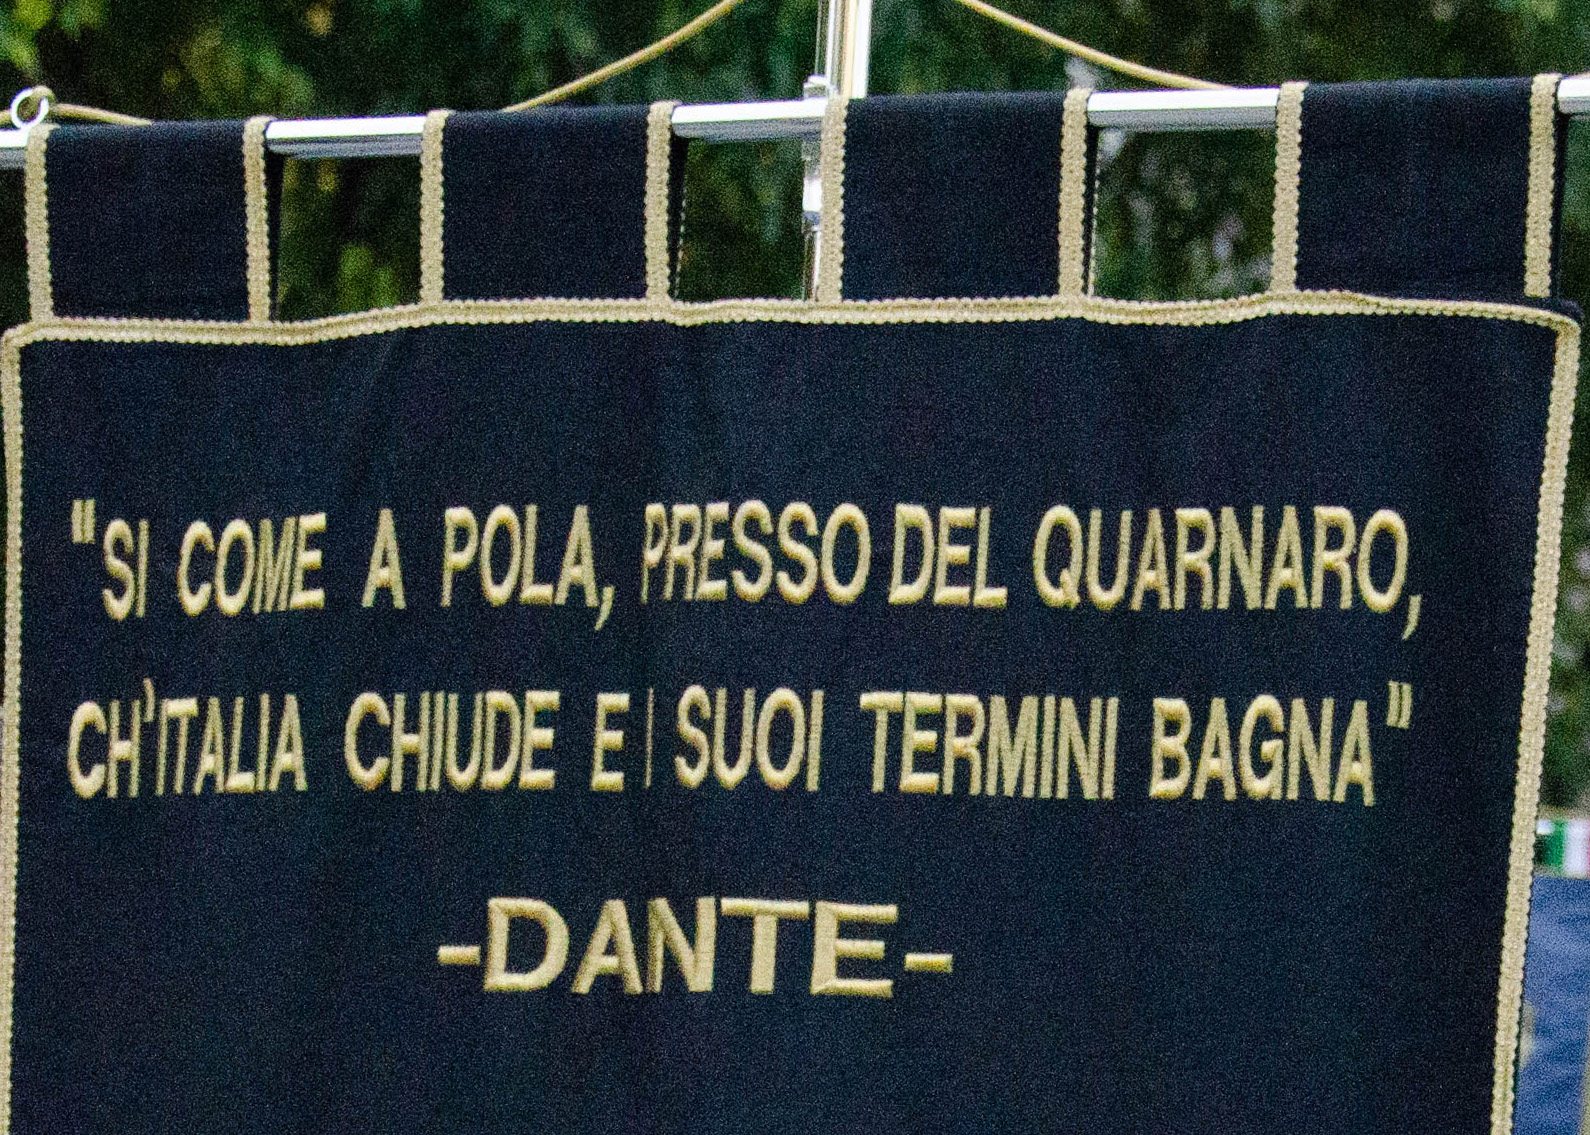 "SI COME A POLA, PRESSO DEL QUARNARO,
CH'ITALIA CHIUDE E I SUOI TERMINI BAGNA"
-DANTE-